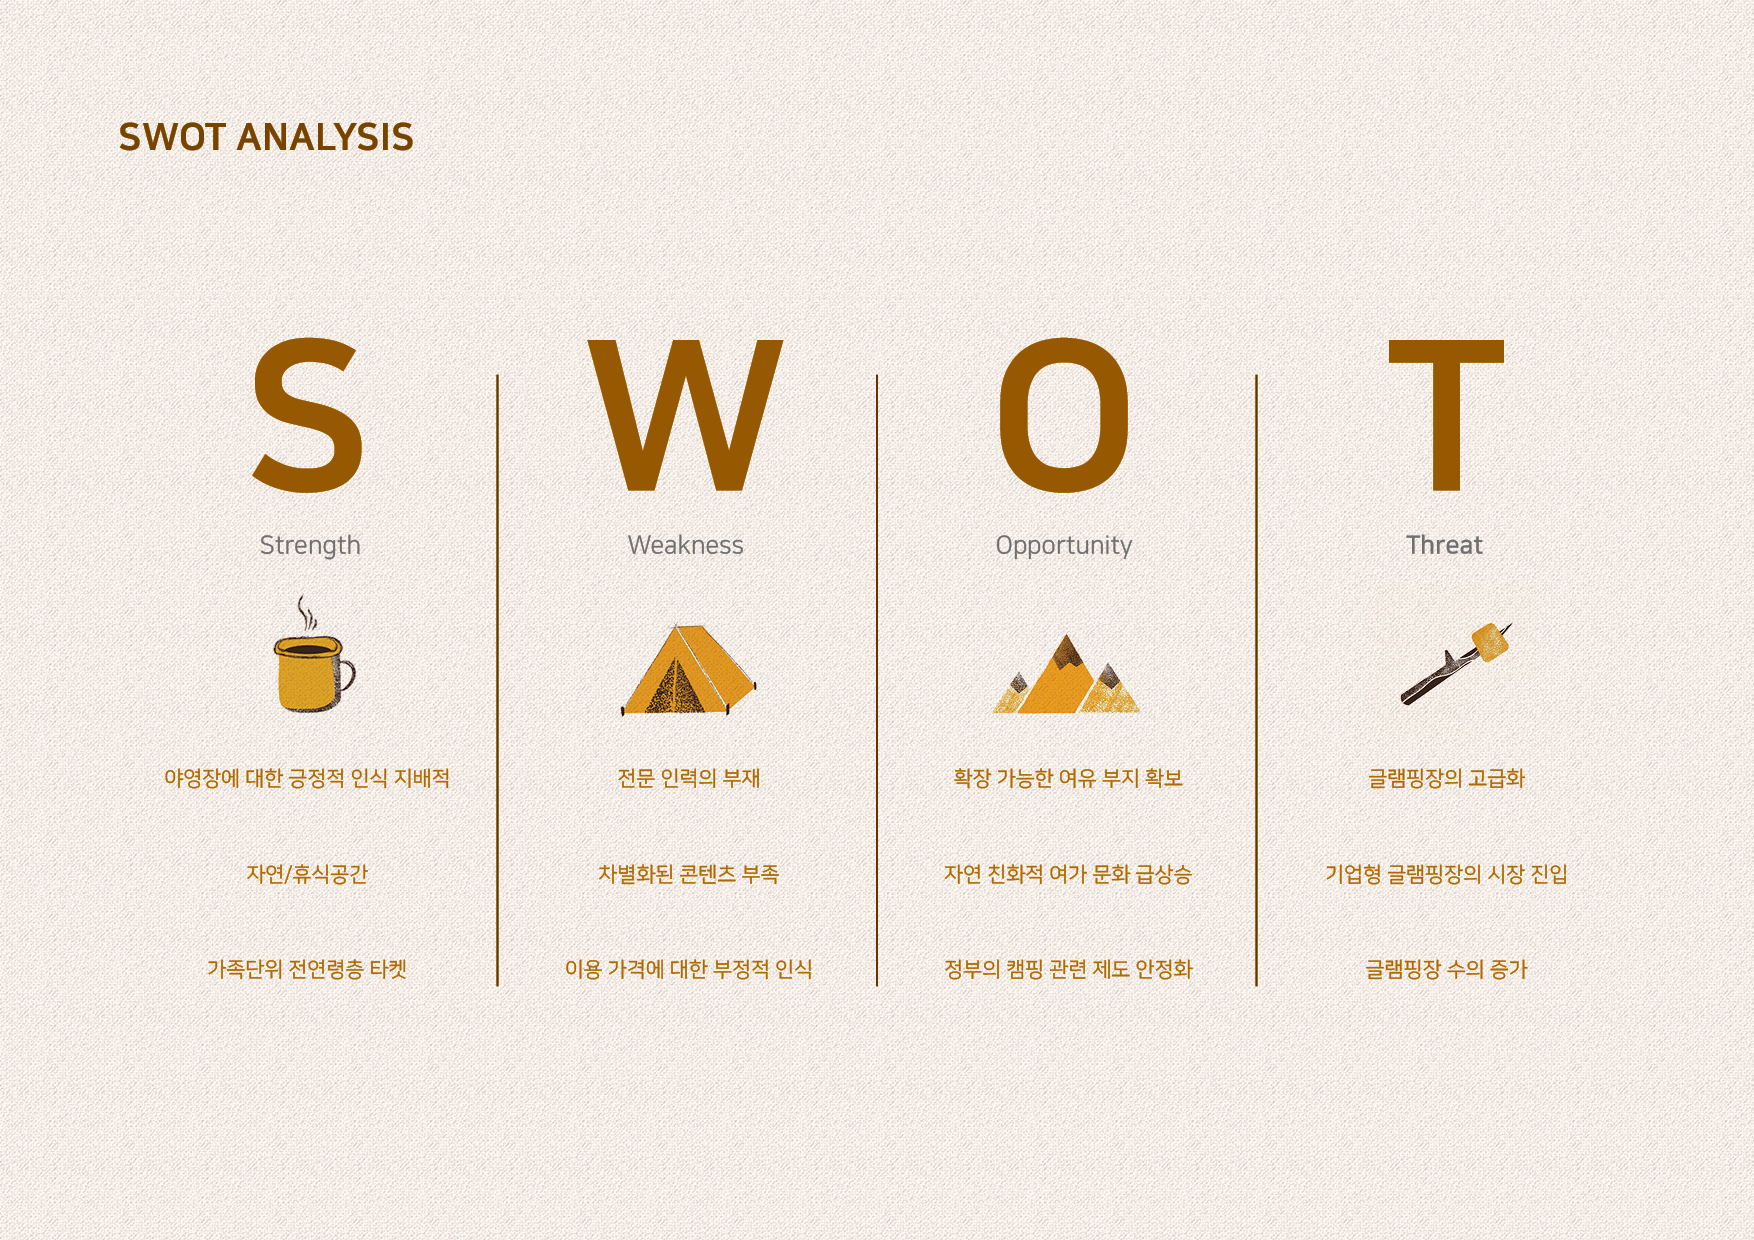 SWOT ANALYSIS
S
Strength
야영장에 대한 긍정적 인식 지배적
자연/휴식공간
가족단위 전연령층 타켓
W
Weakness
전문 인력의 부재
차별화된 콘텐츠 부족
이용 가격에 대한 부정적 인식
O
Opportunity
확장 가능한 여유 부지 확보
자연 친화적 여가 문화 급상승
정부의 캠핑 관련 제도 안정화
T
Threat
글램핑장의 고급화
기업형 글램핑장의 시장 진입
글램핑장 수의 증가